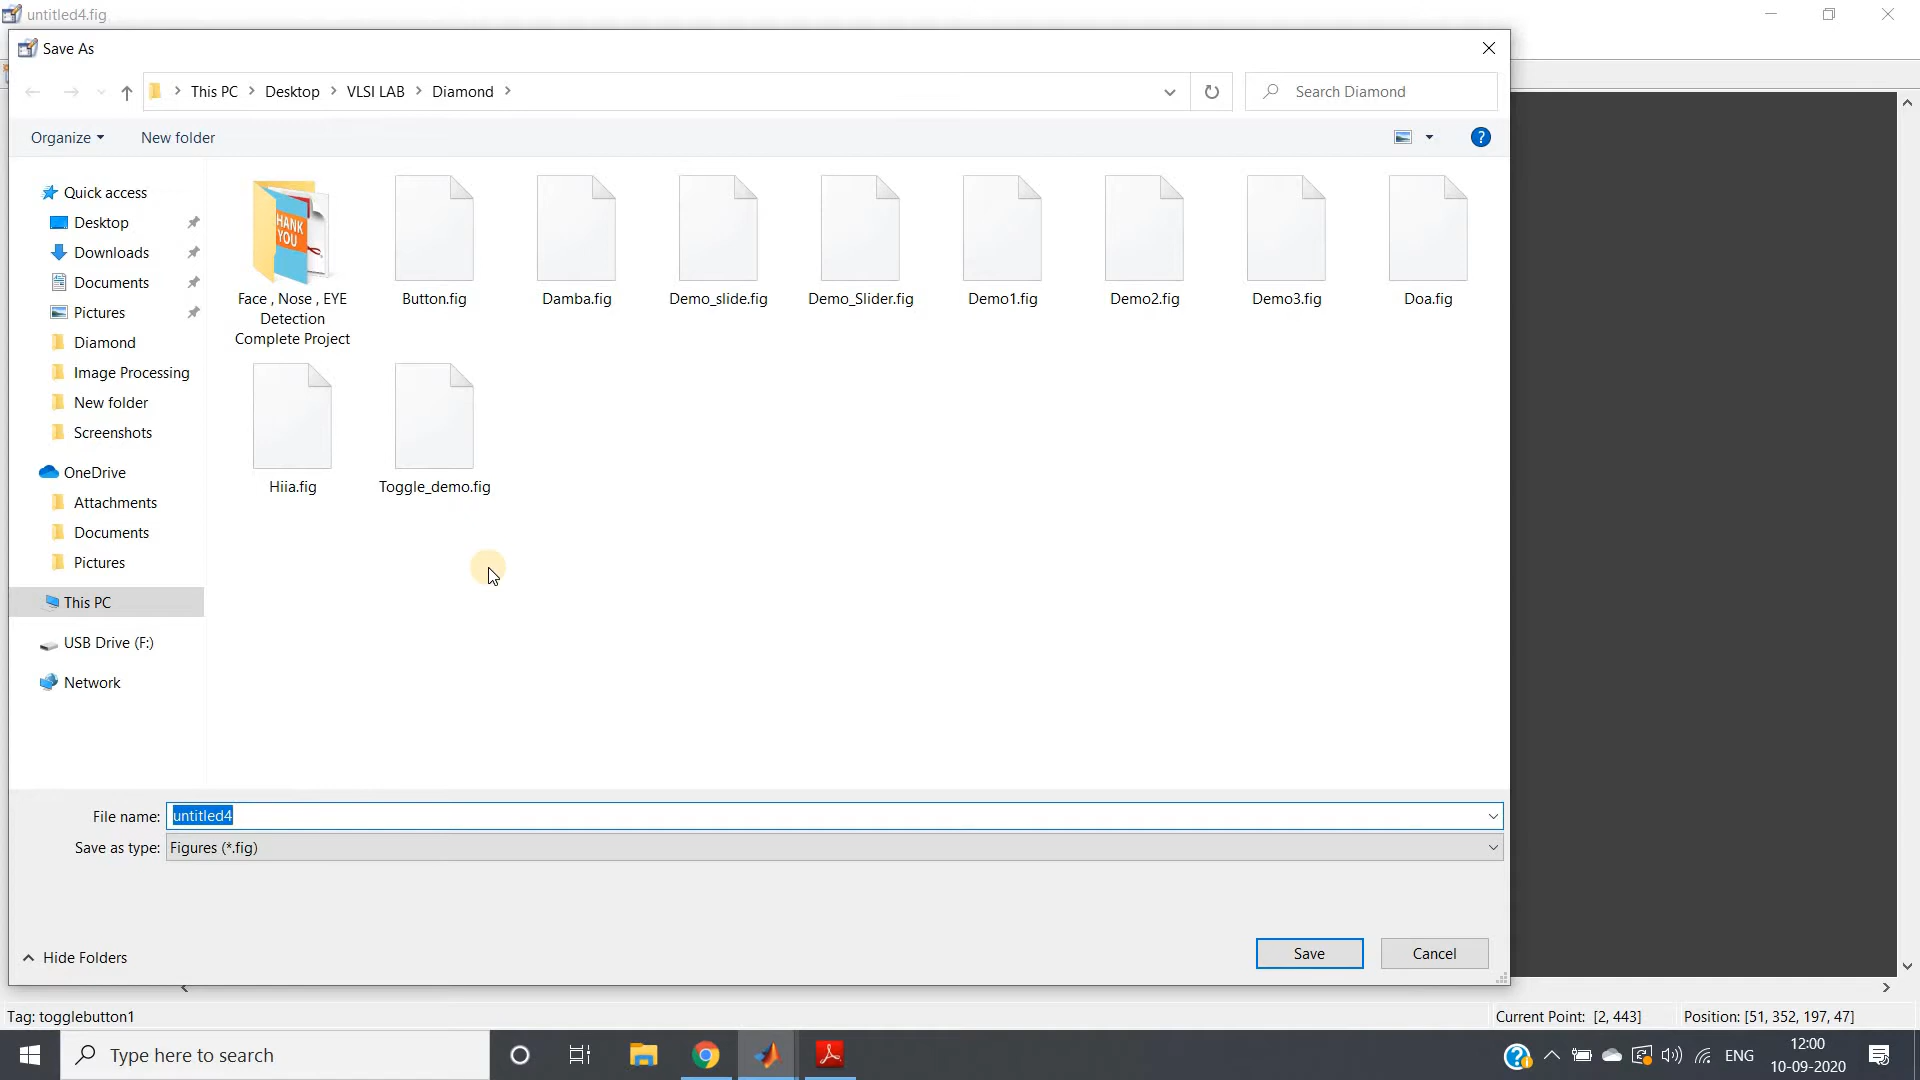 untitled4.fig
Save As
This PC
Desktop
VLSI LAB
Diamond
Search Diamond
Organize
New folder
?
Quick access
Desktop
Downloads
Documents
Pictures
Diamond
Image Processing
New folder
Screenshots
OneDrive
Attachments
Documents
Pictures
This PC
USB Drive (F:)
Network
HANK
YOU
Face , Nose , EYE
Detection
Complete Project
Button.fig
Damba.fig
Demo_slide.fig
Demo_Slider.fig
Demo1.fig
Demo2.fig
Demo3.fig
Doa.fig
Hiia.fig
Toggle_demo.fig
File name:
untitled4
Save as type:
Figures (*.fig)
Hide Folders
Save
Cancel
Tag: togglebutton1
Current Point: [2, 443]
Position: [51, 352, 197, 47]
Type here to search
?
ENG
12:00
10-09-2020